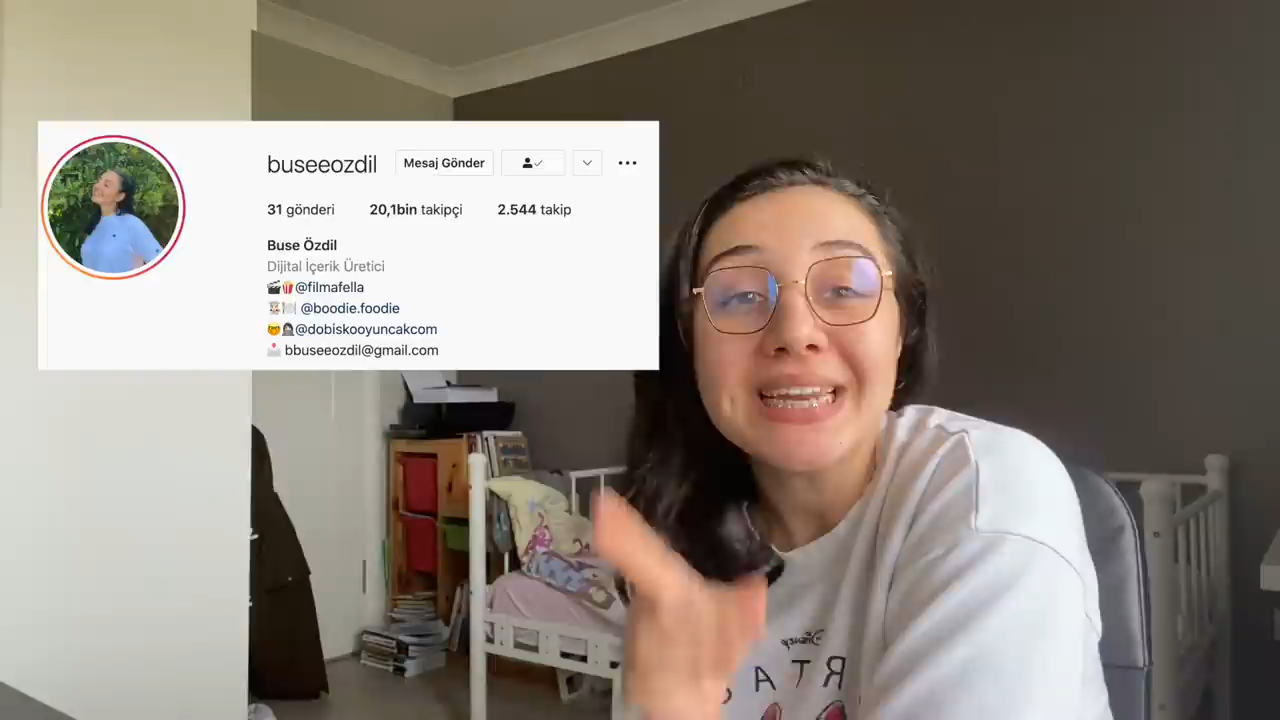 buseeozdil Mesaj Gönder
31 gönderi 20,1bin takipçi 2.544 takip
Buse Özdil
Dijital İçerik Üretici
@filmafella
@boodie.foodie
@dobiskooyuncakcom
bbuseeozdil@gmail.com